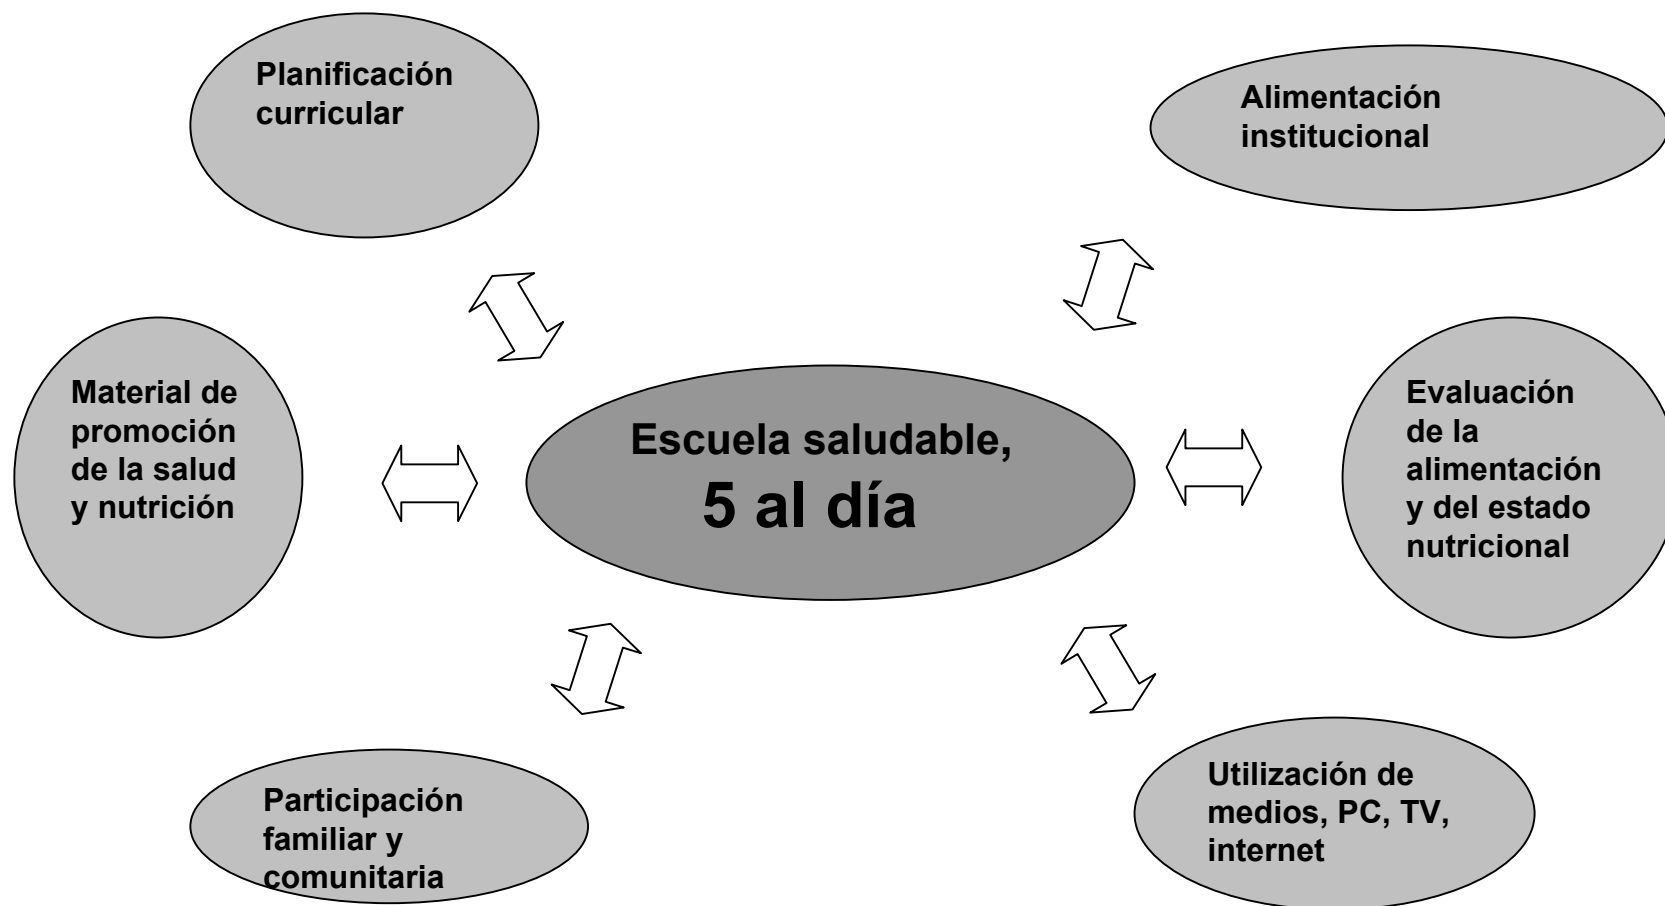 Planificación
curricular
Alimentación
institucional
Material de
promoción
de la salud
y nutrición
Escuela saludable,
5 al día
Evaluación
de la
alimentación
y del estado
nutricional
Participación
familiar y
comunitaria
Utilización de
medios, PC, TV,
internet